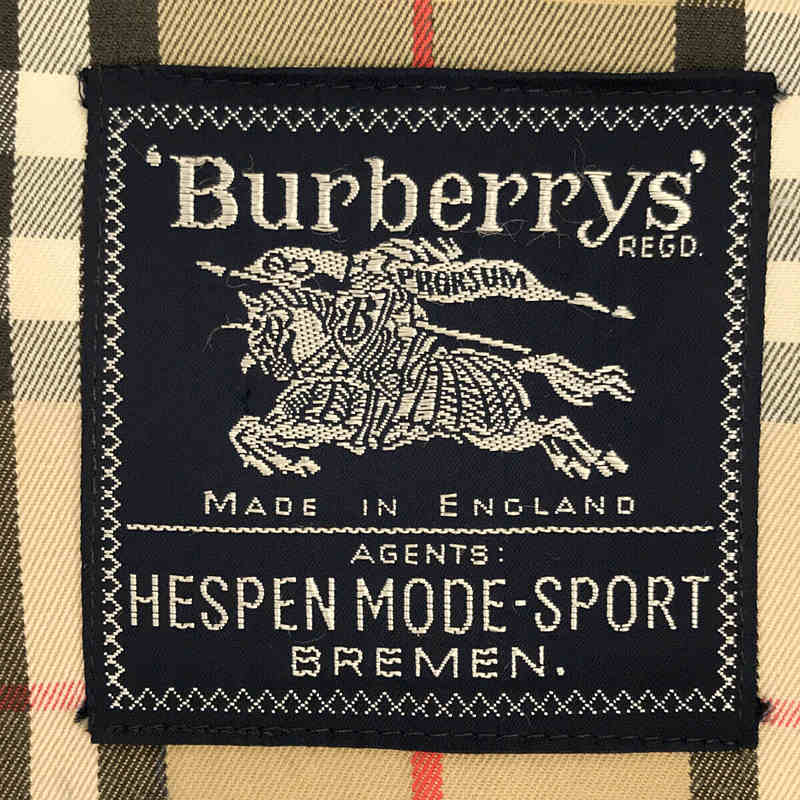 'Burberrys'
REGD.
PRORSUM
B
MADE IN ENGLAND
AGENTS:
HESPEN MODE-SPORT
BREMEN.